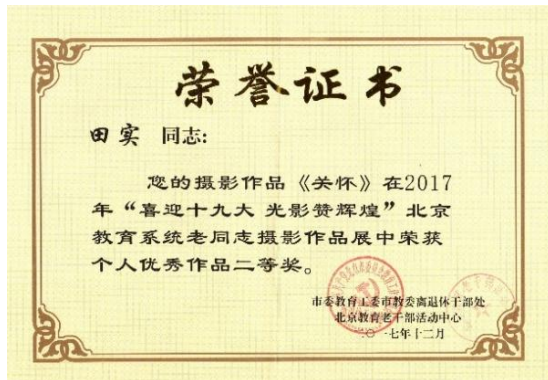 荣誉证书
田实 同志:
您的摄影作品《关怀》在2017
年“喜迎十九大 光影赞辉煌”北京
教育系统老同志摄影作品展中荣获
个人优秀作品二等奖。
市委教育工委市教委离退休干部处
北京教育老干部活动中心
二〇一七年十二月